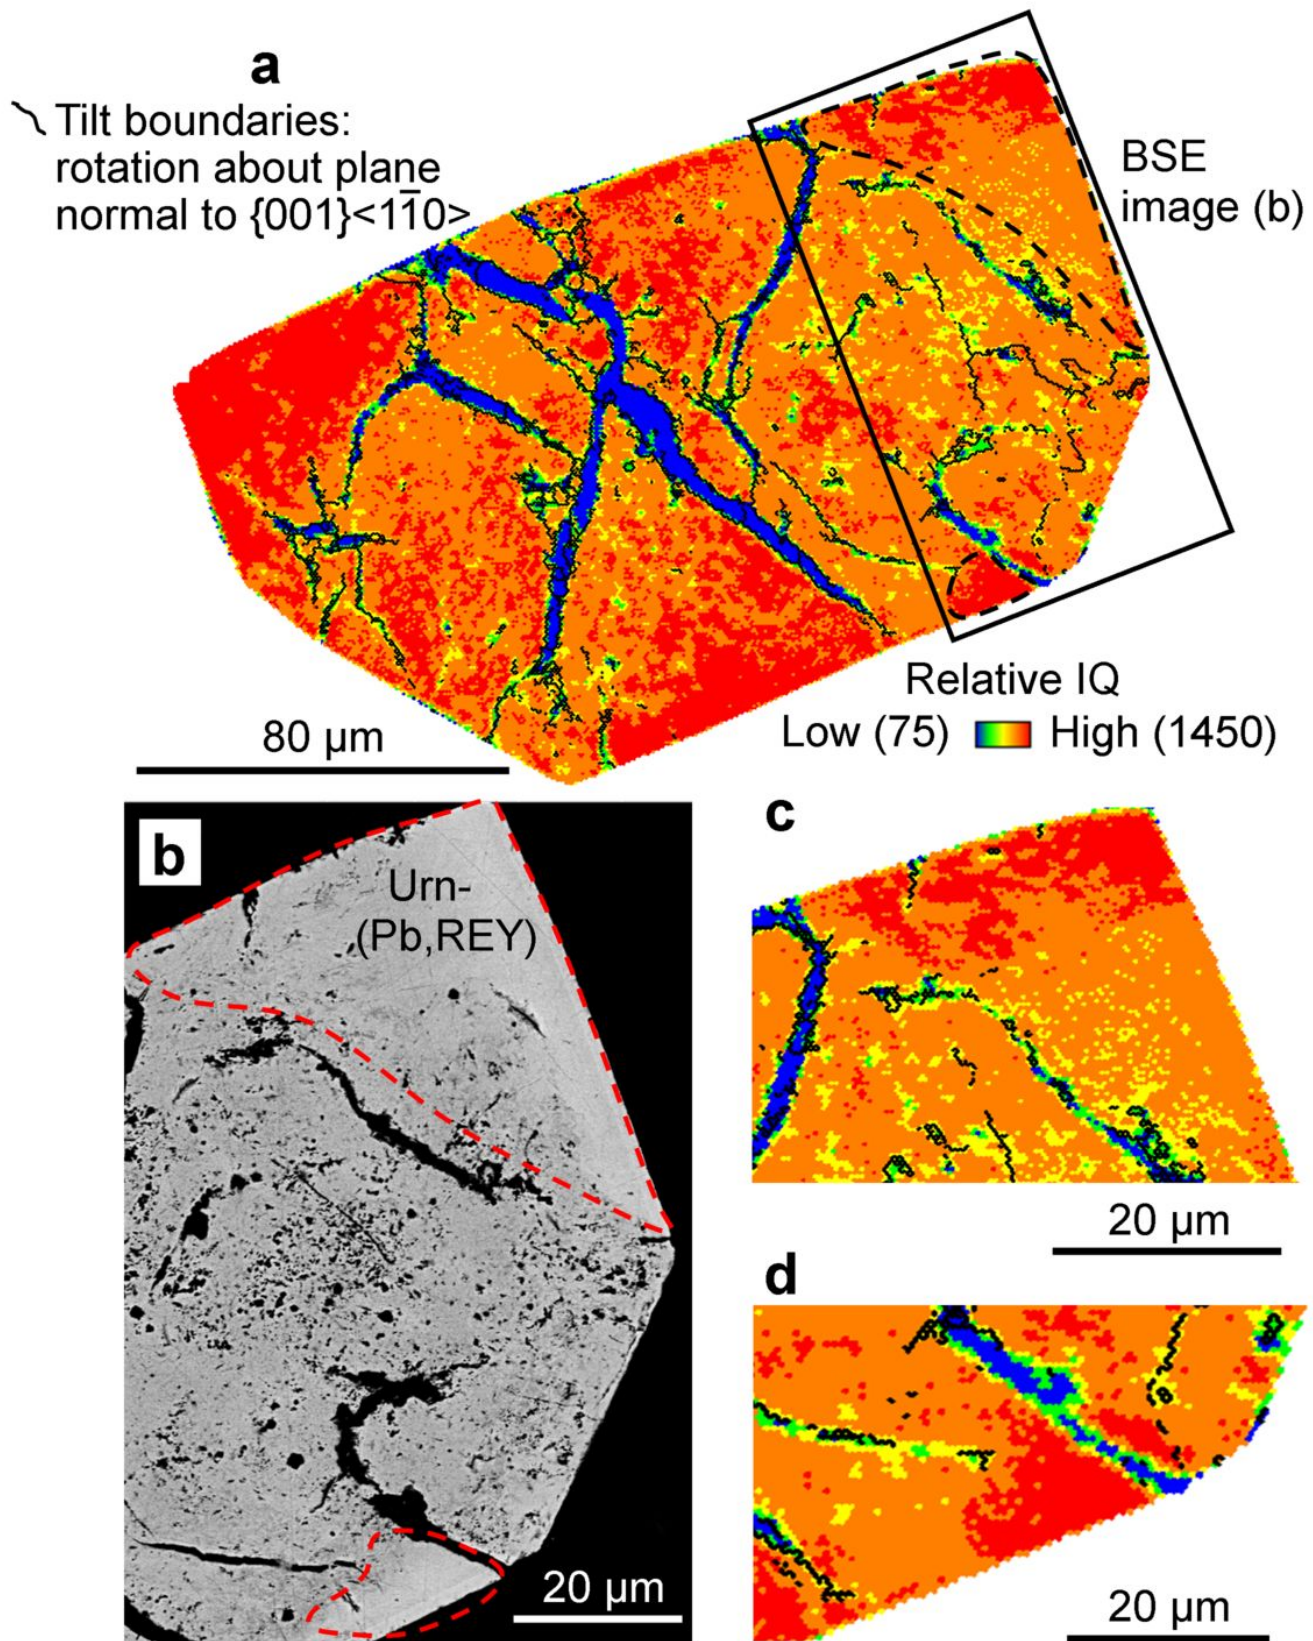 a
Tilt boundaries:
rotation about plane
normal to {001}<11̅0>
BSE
image (b)
Relative IQ
Low (75) High (1450)
80 µm
b
Urn-
(Pb,REY)
20 µm
c
20 µm
d
20 µm